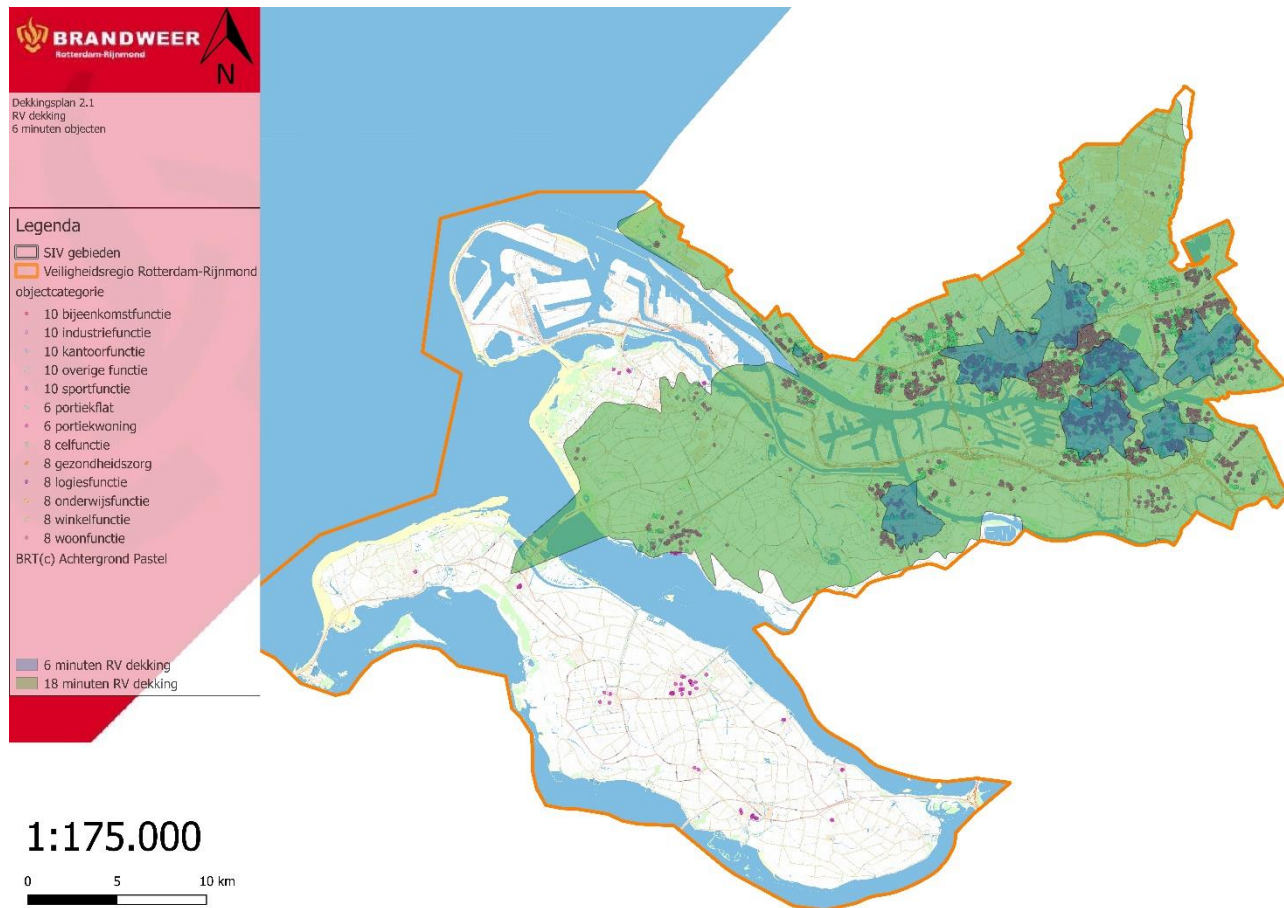 BRANDWEER
Rotterdam-Rijnmond
N
Dekkingsplan 2.1
RV dekking
6 minuten objecten
Legenda
SIV gebieden
Veiligheidsregio Rotterdam-Rijnmond
objectcategorie
10 bijeenkomstfunctie
10 industriefunctie
10 kantoorfunctie
10 overige functie
10 sportfunctie
6 portiekflat
6 portiekwoning
8 celfunctie
8 gezondheidszorg
8 logiesfunctie
8 onderwijsfunctie
8 winkelfunctie
8 woonfunctie
BRT(c) Achtergrond Pastel
6 minuten RV dekking
18 minuten RV dekking
1:175.000
0 5 10 km